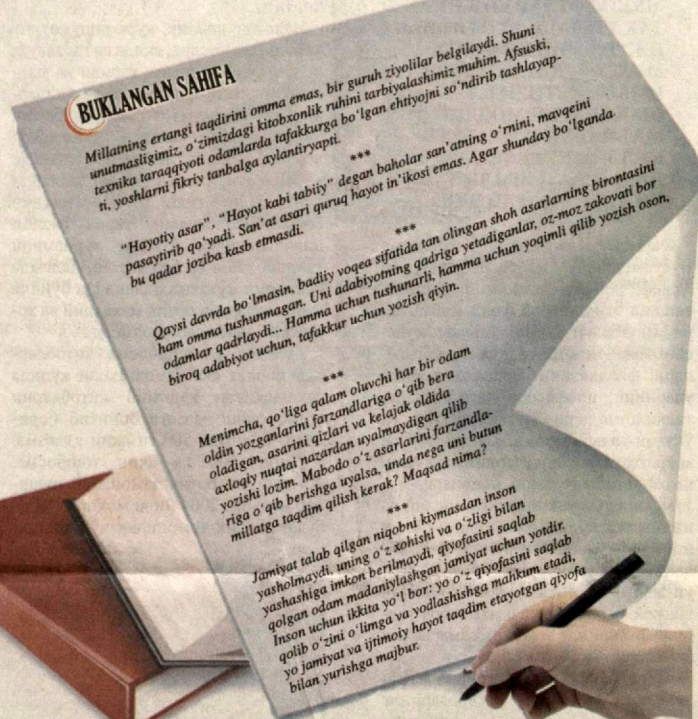 BUKLANGAN SAHIFA
Millatning ertangi taqdirini omma emas, bir guruh ziyolilar belgilaydi. Shuni
unutmasligimiz, o‘zimizdagi kitobxonlik ruhini tarbiyalashimiz muhim. Afsuski,
texnika taraqqiyoti odamlarda tafakkurga bo‘lgan ehtiyojni so‘ndirib tashlayap-
ti, yoshlarni fikriy tanbalga aylantiryapti.
***
“Hayotiy asar”, “Hayot kabi tabiiy” degan baholar san’atning o‘rnini, mavqeini
pasaytirib qo‘yadi. San’at asari quruq hayot in’ikosi emas. Agar shunday bo‘lganda
bu qadar joziba kasb etmasdi.
***
Qaysi davrda bo‘lmasin, badiiy voqea sifatida tan olingan shoh asarlarning birontasini
ham omma tushunmagan. Uni adabiyotning qadriga yetadiganlar, oz-moz zakovati bor
odamlar qadrlaydi... Hamma uchun tushunarli, hamma uchun yoqimli qilib yozish oson,
biroq adabiyot uchun, tafakkur uchun yozish qiyin.
***
Menimcha, qo‘liga qalam oluvchi har bir odam
oldin yozganlarini farzandlariga o‘qib bera
oladigan, asarini qizlari va kelajak oldida
axloqiy nuqtai nazardan uyalmaydigan qilib
yozishi lozim. Mabodo o‘z asarlarini farzandla-
riga o‘qib berishga uyalsa, unda nega uni butun
millatga taqdim qilish kerak? Maqsad nima?
***
Jamiyat talab qilgan niqobni kiymasdan inson
yasholmaydi, uning o‘z xohishi va o‘zligi bilan
yashashiga imkon berilmaydi, qiyofasini saqlab
qolgan odam madaniylashgan jamiyat uchun yotdir.
Inson uchun ikkita yo‘l bor: yo o‘z qiyofasini saqlab
qolib o‘zini o‘limga va yodlashishga mahkum etadi,
yo jamiyat va ijtimoiy hayot taqdim etayotgan qiyofa
bilan yurishga majbur.